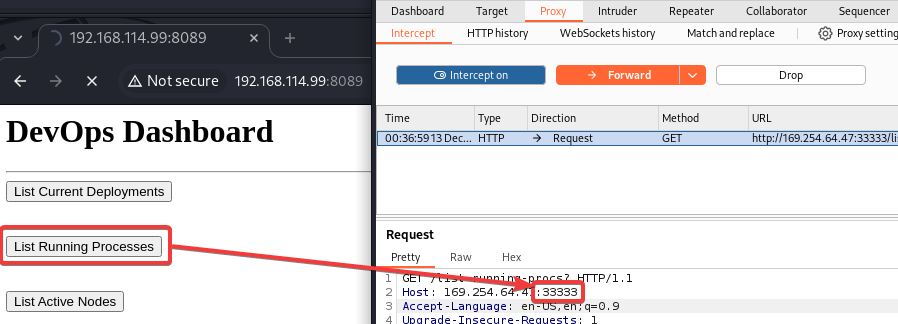 192.168.114.99:8089
Not secure 192.168.114.99:8089
DevOps Dashboard
List Current Deployments
List Running Processes
List Active Nodes
Dashboard Target Proxy Intruder Repeater Collaborator Sequencer
Intercept HTTP history WebSockets history Match and replace Proxy setting
Intercept on Forward Drop
Time Type Direction Method URL
00:36:59 13 Dec... HTTP Request GET http://169.254.64.47:33333/li
Request
Pretty Raw Hex
1 GET /list-running-procs? HTTP/1.1
2 Host: 169.254.64.47:33333
3 Accept-Language: en-US,en;q=0.9
4 Upgrade-Insecure-Requests: 1